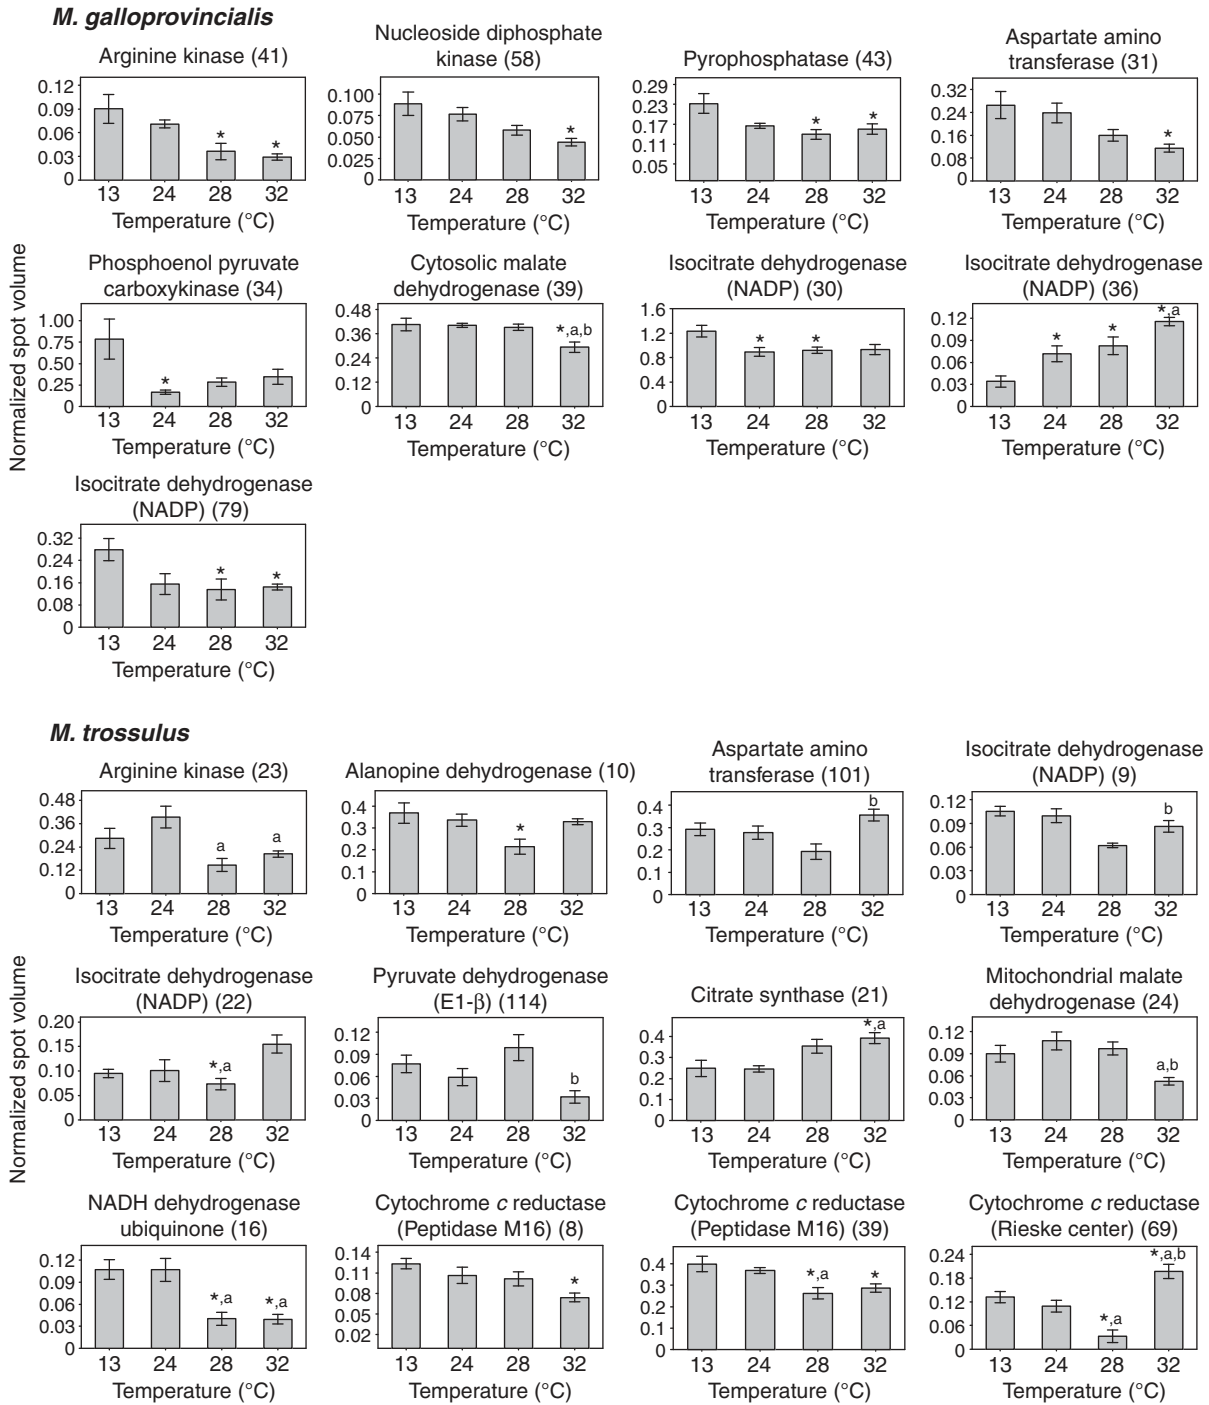 M. galloprovincialis
Arginine kinase (41)
0.12
0.09
0.06
0.03
0
*
*
13 24 28 32
Temperature (°C)
Nucleoside diphosphate
kinase (58)
0.100
0.075
0.050
0.025
0
*
13 24 28 32
Temperature (°C)
Pyrophosphatase (43)
0.29
0.23
0.17
0.11
0.05
*
*
13 24 28 32
Temperature (°C)
Aspartate amino
transferase (31)
0.32
0.24
0.16
0.08
0
*
13 24 28 32
Temperature (°C)
Normalized spot volume
Phosphoenol pyruvate
carboxykinase (34)
1.00
0.75
0.50
0.25
0
*
13 24 28 32
Temperature (°C)
Cytosolic malate
dehydrogenase (39)
0.48
0.36
0.24
0.12
0
*,a,b
13 24 28 32
Temperature (°C)
Isocitrate dehydrogenase
(NADP) (30)
1.6
1.2
0.8
0.4
0
*
*
13 24 28 32
Temperature (°C)
Isocitrate dehydrogenase
(NADP) (36)
0.12
0.09
0.06
0.03
0
*
*
*,a
13 24 28 32
Temperature (°C)
Isocitrate dehydrogenase
(NADP) (79)
0.32
0.24
0.16
0.08
0
*
*
13 24 28 32
Temperature (°C)
M. trossulus
Arginine kinase (23)
0.48
0.36
0.24
0.12
0
a
a
13 24 28 32
Temperature (°C)
Alanopine dehydrogenase (10)
0.4
0.3
0.2
0.1
0
*
13 24 28 32
Temperature (°C)
Aspartate amino
transferase (101)
0.4
0.3
0.2
0.1
0
b
13 24 28 32
Temperature (°C)
Isocitrate dehydrogenase
(NADP) (9)
0.12
0.09
0.06
0.03
0
b
13 24 28 32
Temperature (°C)
Normalized spot volume
Isocitrate dehydrogenase
(NADP) (22)
0.20
0.15
0.10
0.05
0
*,a
13 24 28 32
Temperature (°C)
Pyruvate dehydrogenase
(E1-β) (114)
0.12
0.09
0.06
0.03
0
b
13 24 28 32
Temperature (°C)
Citrate synthase (21)
0.4
0.3
0.2
0.1
0
*,a
13 24 28 32
Temperature (°C)
Mitochondrial malate
dehydrogenase (24)
0.12
0.09
0.06
0.03
0
a,b
13 24 28 32
Temperature (°C)
NADH dehydrogenase
ubiquinone (16)
0.12
0.09
0.06
0.03
0
*,a
*,a
13 24 28 32
Temperature (°C)
Cytochrome c reductase
(Peptidase M16) (8)
0.14
0.11
0.08
0.05
0.02
*
13 24 28 32
Temperature (°C)
Cytochrome c reductase
(Peptidase M16) (39)
0.4
0.3
0.2
0.1
0
*,a
*
13 24 28 32
Temperature (°C)
Cytochrome c reductase
(Rieske center) (69)
0.24
0.18
0.12
0.06
0
*,a
*,a,b
13 24 28 32
Temperature (°C)